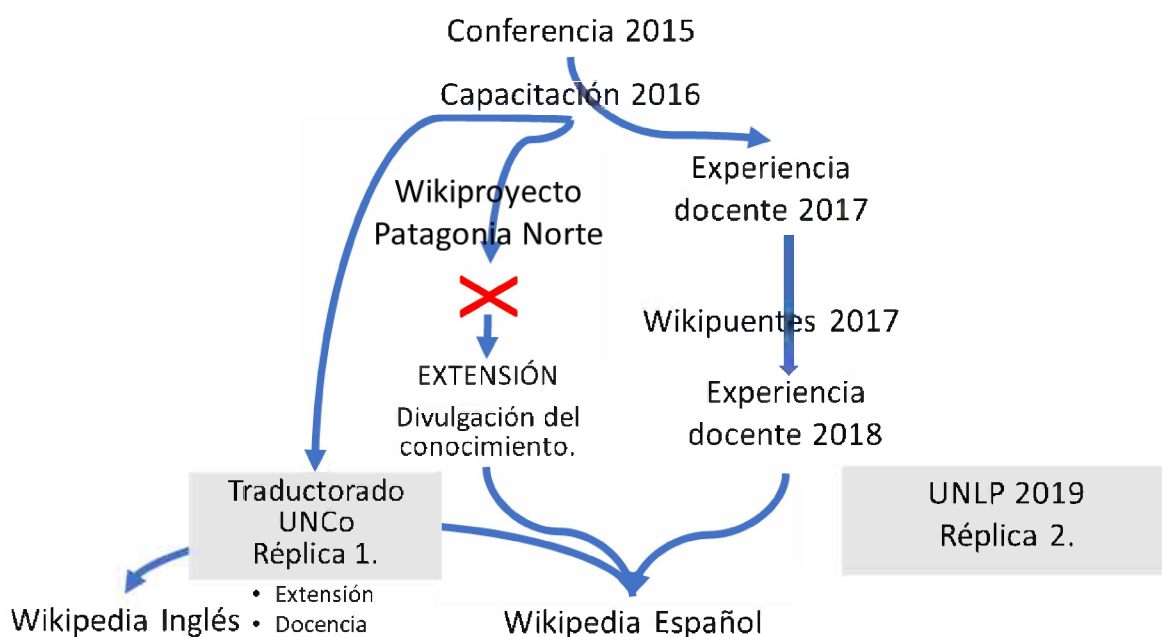 Conferencia 2015
Capacitación 2016
Wikiproyecto
Patagonia Norte
Experiencia
docente 2017
Wikipuentes 2017
EXTENSIÓN
Divulgación del
conocimiento.
Experiencia
docente 2018
Traductorado
UNCo
Réplica 1.
• Extensión
• Docencia
UNLP 2019
Réplica 2.
Wikipedia Inglés
Wikipedia Español